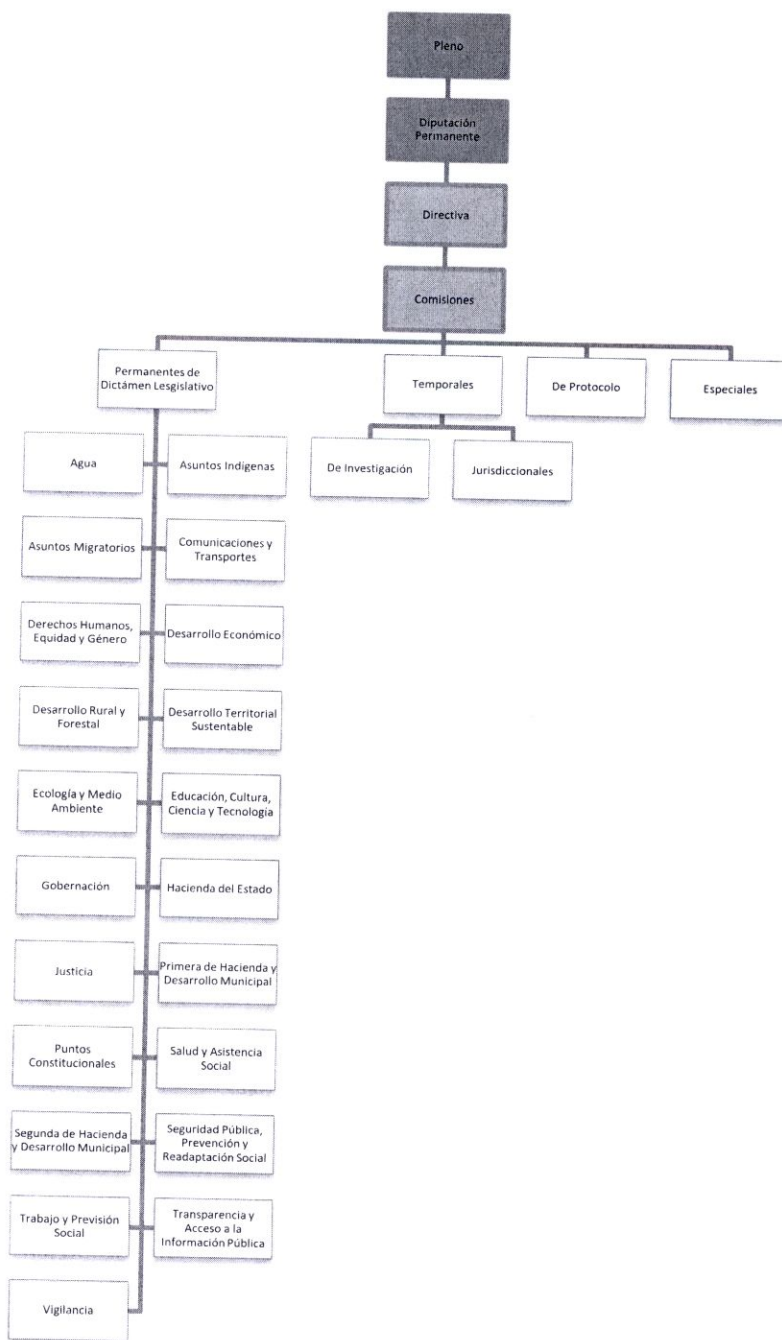 Pleno
Diputación
Permanente
Directiva
Comisiones
Permanentes de
Dictámen Lesgislativo
Temporales
De Protocolo
Especiales
De Investigación
Jurisdiccionales
Agua
Asuntos Indígenas
Asuntos Migratorios
Comunicaciones y
Transportes
Derechos Humanos,
Equidad y Género
Desarrollo Económico
Desarrollo Rural y
Forestal
Desarrollo Territorial
Sustentable
Ecología y Medio
Ambiente
Educación, Cultura,
Ciencia y Tecnología
Gobernación
Hacienda del Estado
Justicia
Primera de Hacienda y
Desarrollo Municipal
Puntos
Constitucionales
Salud y Asistencia
Social
Segunda de Hacienda
y Desarrollo Municipal
Seguridad Pública,
Prevención y
Readaptación Social
Trabajo y Previsión
Social
Transparencia y
Acceso a la
Información Pública
Vigilancia